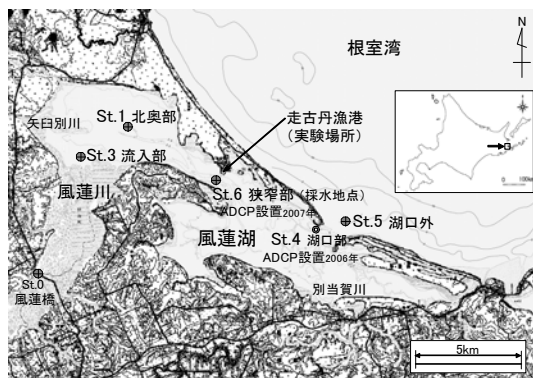 N
根室湾
走古丹漁港
（実験場所）
矢臼別川
St.1 北奥部
St.3 流入部
St.6 狭窄部（採水地点）
ADCP設置2007年
風蓮川
St.5 湖口外
風蓮湖
St.4 湖口部
ADCP設置2006年
St.0
風蓮橋
別当賀川
0 100km
5km